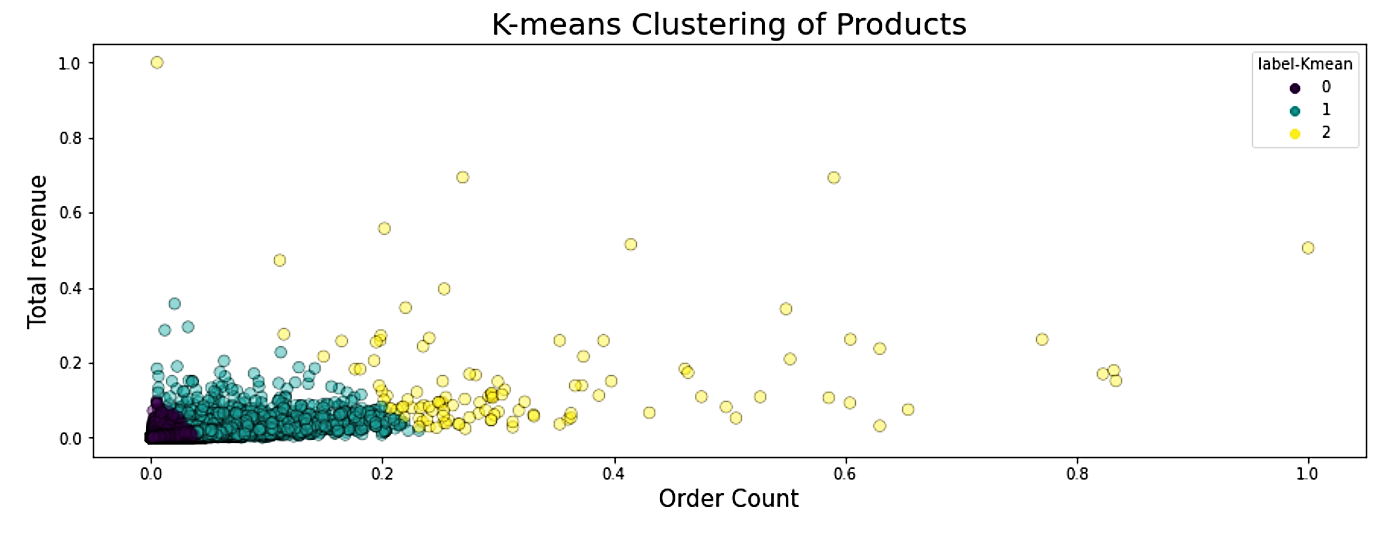 K-means Clustering of Products
label-Kmean
0
1
2
Total revenue
1.0
0.8
0.6
0.4
0.2
0.0
0.0 0.2 0.4 0.6 0.8 1.0
Order Count